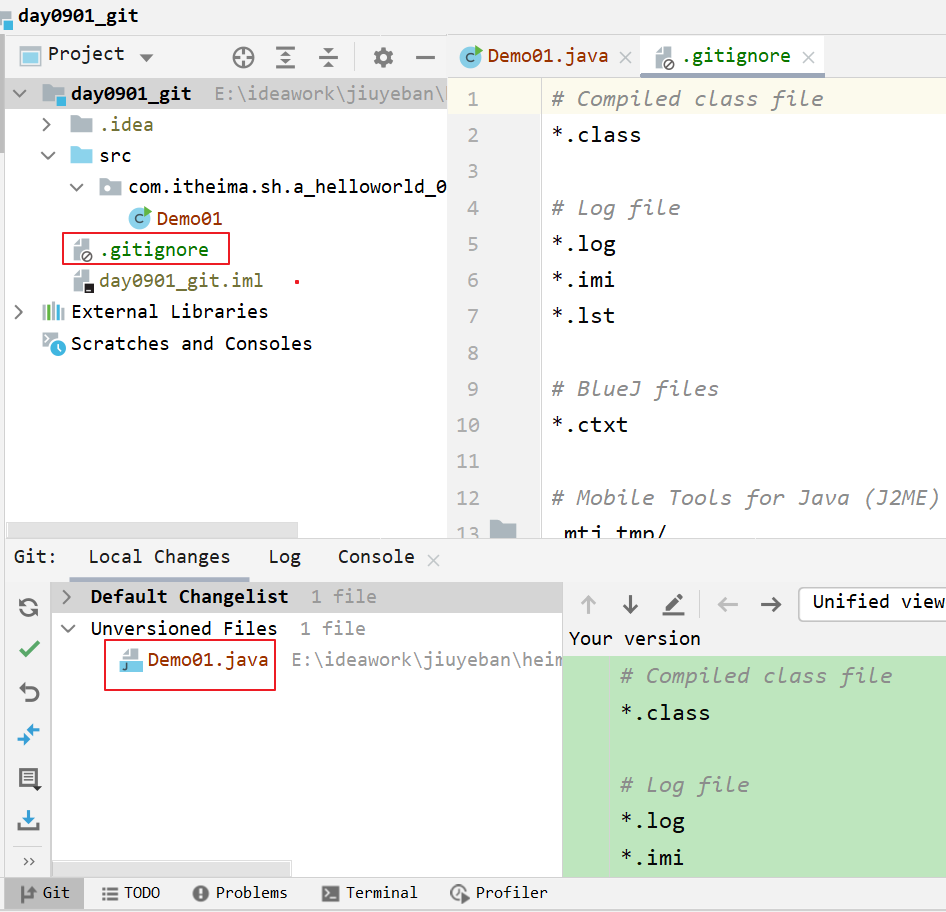 day0901_git
Project
day0901_git E:\ideawork\jiuyeban\
.idea
src
com.itheima.sh.a_helloworld_0
Demo01
.gitignore
day0901_git.iml
External Libraries
Scratches and Consoles
Demo01.java
.gitignore
1 # Compiled class file
2 *.class
3
4 # Log file
5 *.log
6 *.imi
7 *.lst
8
9 # BlueJ files
10 *.ctxt
11
12 # Mobile Tools for Java (J2ME)
13 .mtj.tmp/
Git: Local Changes Log Console
Default Changelist 1 file
Unversioned Files 1 file
Demo01.java E:\ideawork\jiuyeban\heim
Unified view
Your version
# Compiled class file
*.class
# Log file
*.log
*.imi
Git TODO Problems Terminal Profiler